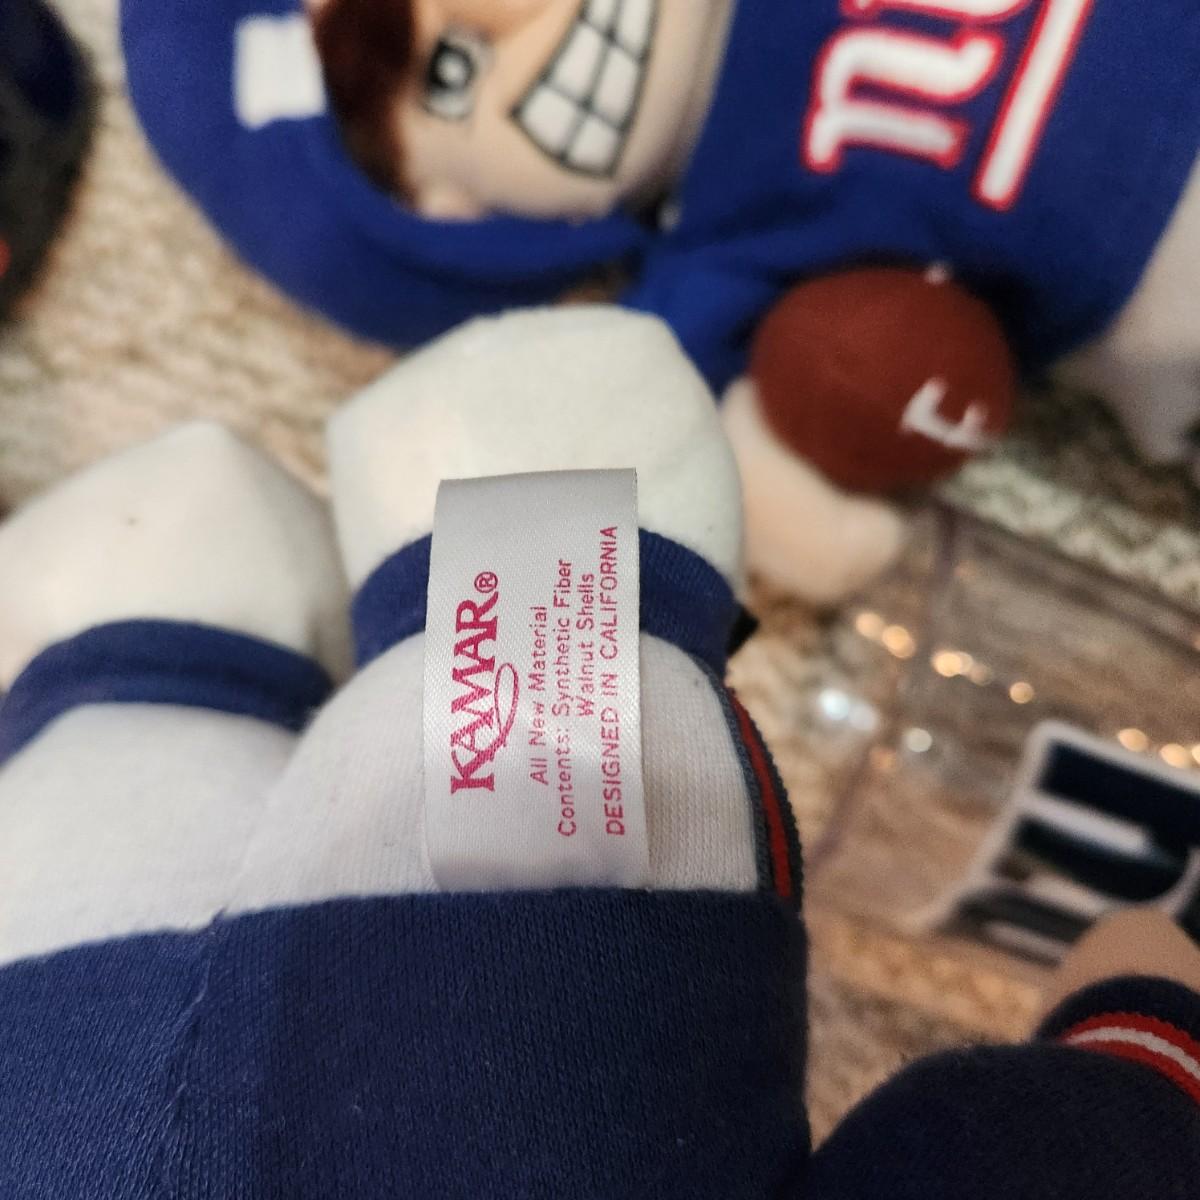 KAMAR®
All New Material
Contents: Synthetic Fiber
Walnut Shells
DESIGNED IN CALIFORNIA